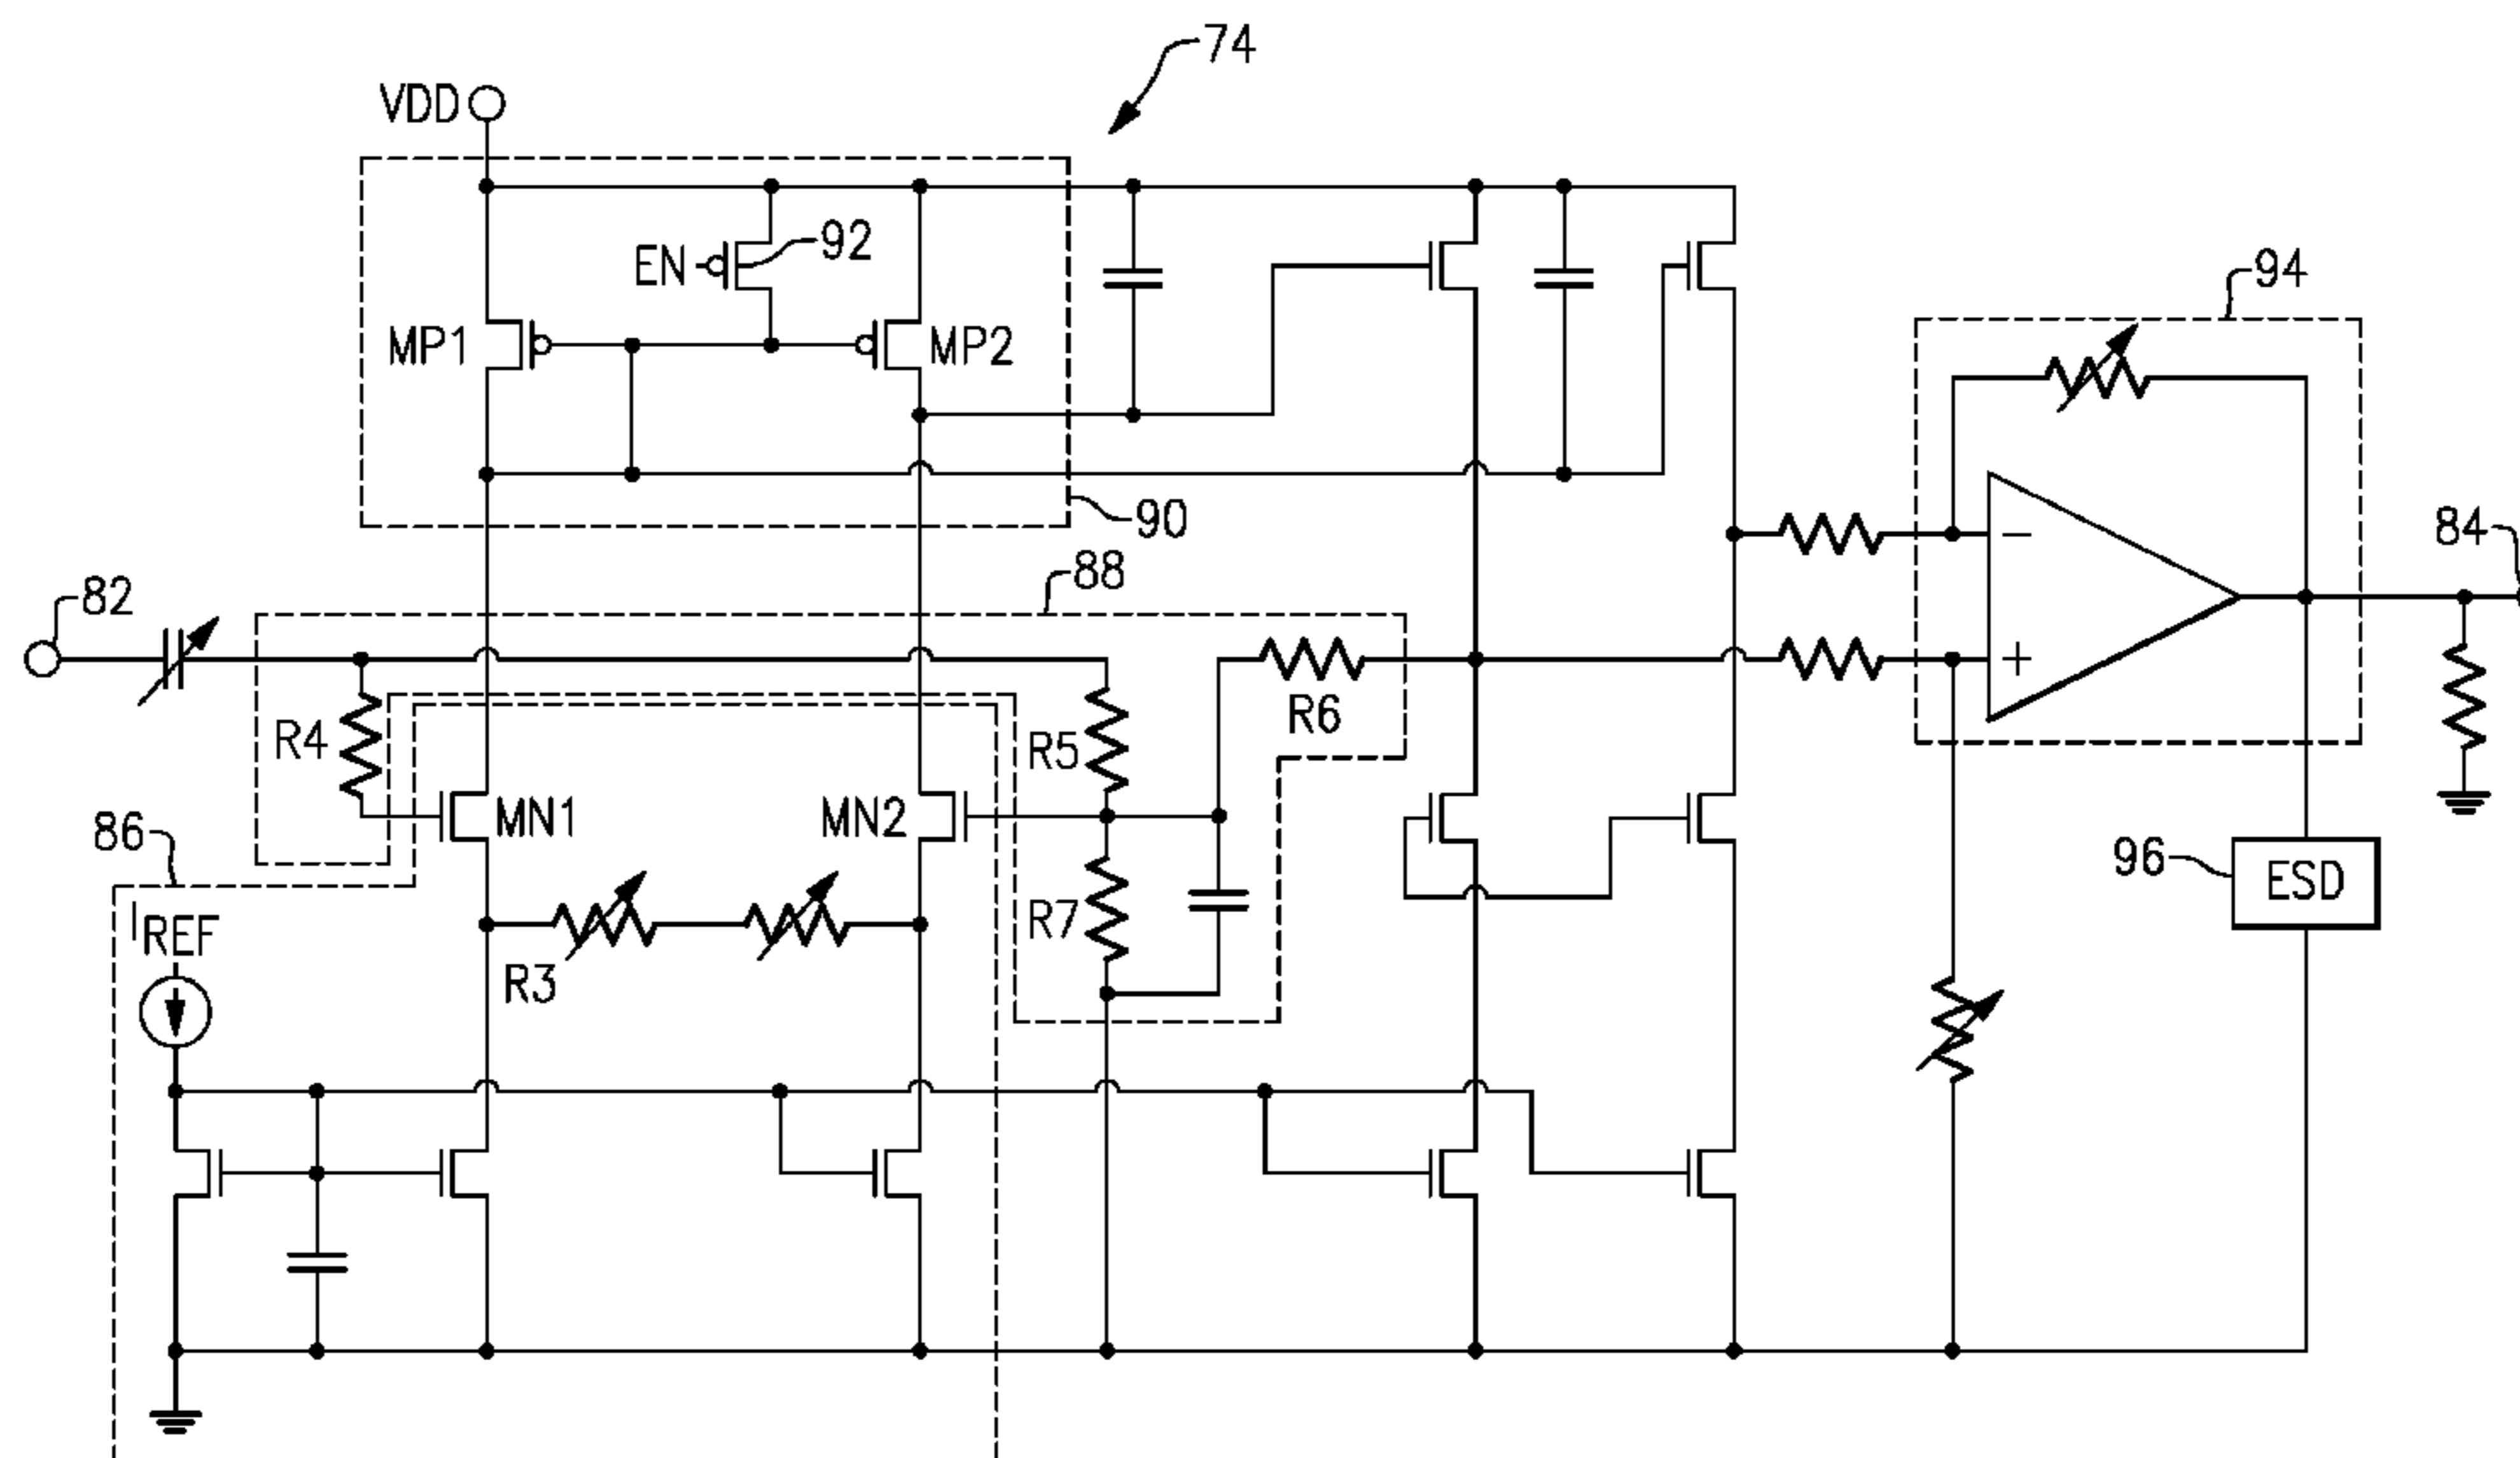 74
VDD
EN
92
94
MP1
MP2
90
84
88
82
−
+
R6
R4
R5
MN1
MN2
86
96
ESD
R7
IREF
R3